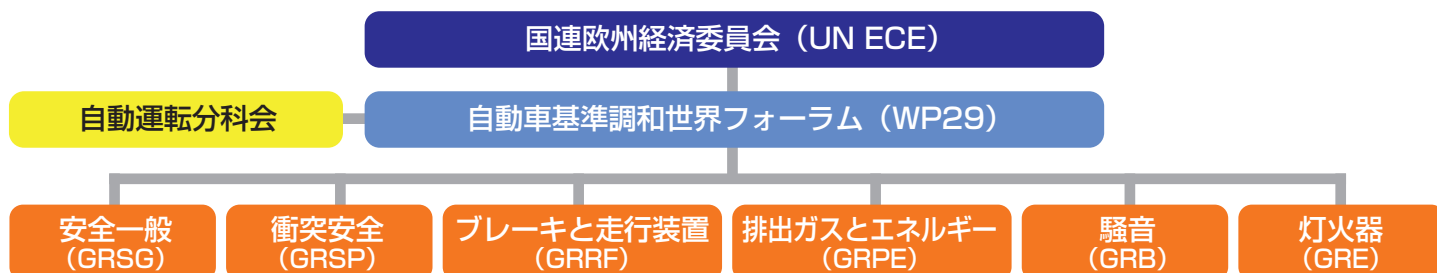 国連欧州経済委員会（UN ECE）
自動運転分科会
自動車基準調和世界フォーラム（WP29）
安全一般
（GRSG）
衝突安全
（GRSP）
ブレーキと走行装置
（GRRF）
排出ガスとエネルギー
（GRPE）
騒音
（GRB）
灯火器
（GRE）